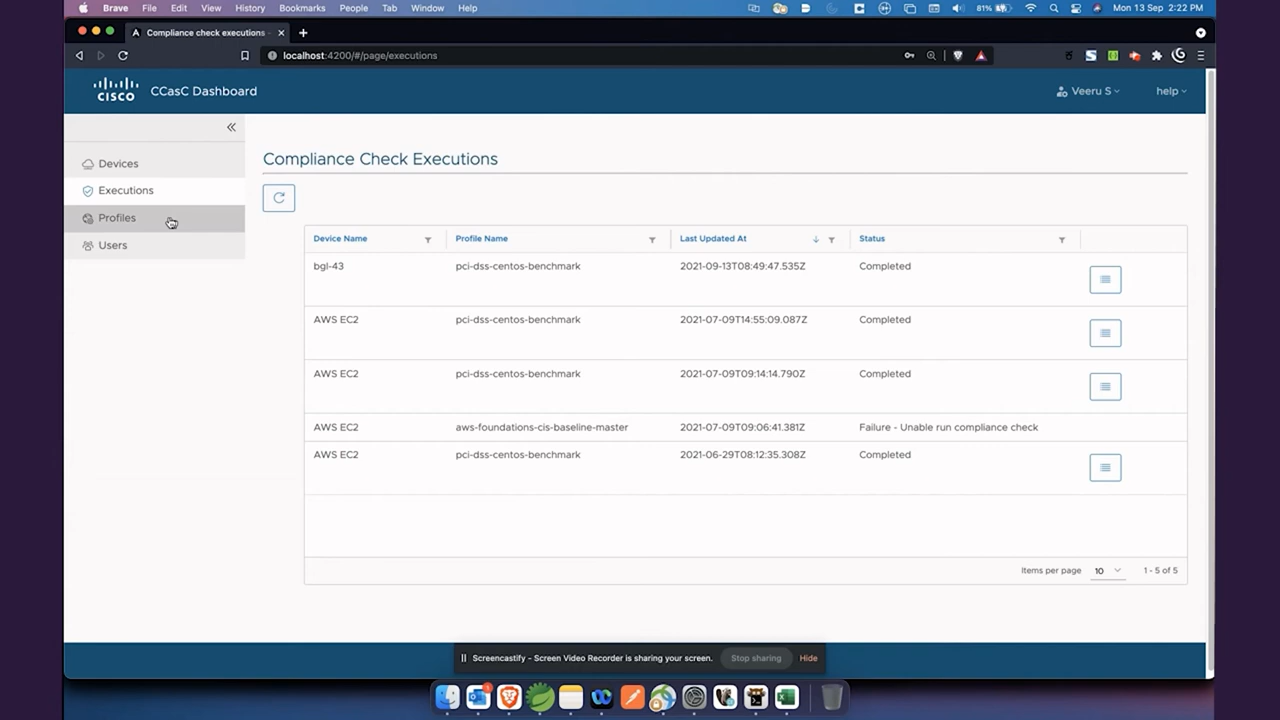 Brave File Edit View History Bookmarks People Tab Window Help 81% Mon 13 Sep 2:22 PM
Compliance check executions -
localhost:4200/#/page/executions
CISCO CCasC Dashboard Veeru S help
Devices
Executions
Profiles
Users
Compliance Check Executions
Device Name Profile Name Last Updated At Status
bgl-43 pci-dss-centos-benchmark 2021-09-13T08:49:47.535Z Completed
AWS EC2 pci-dss-centos-benchmark 2021-07-09T14:55:09.087Z Completed
AWS EC2 pci-dss-centos-benchmark 2021-07-09T09:14:14.790Z Completed
AWS EC2 aws-foundations-cis-baseline-master 2021-07-09T09:06:41.381Z Failure - Unable run compliance check
AWS EC2 pci-dss-centos-benchmark 2021-06-29T08:12:35.308Z Completed
Items per page 10 1 - 5 of 5
Screencastify - Screen Video Recorder is sharing your screen. Stop sharing Hide